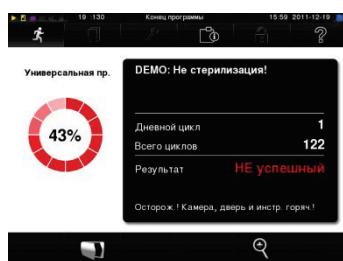 19 :130 Конец программы 15:59 2011-12-19
?
Универсальная пр.
DEMO: Не стерилизация!
43%
Дневной цикл 1
Всего циклов 122
Результат НЕ успешный
Осторож.! Камера, дверь и инстр. горяч.!